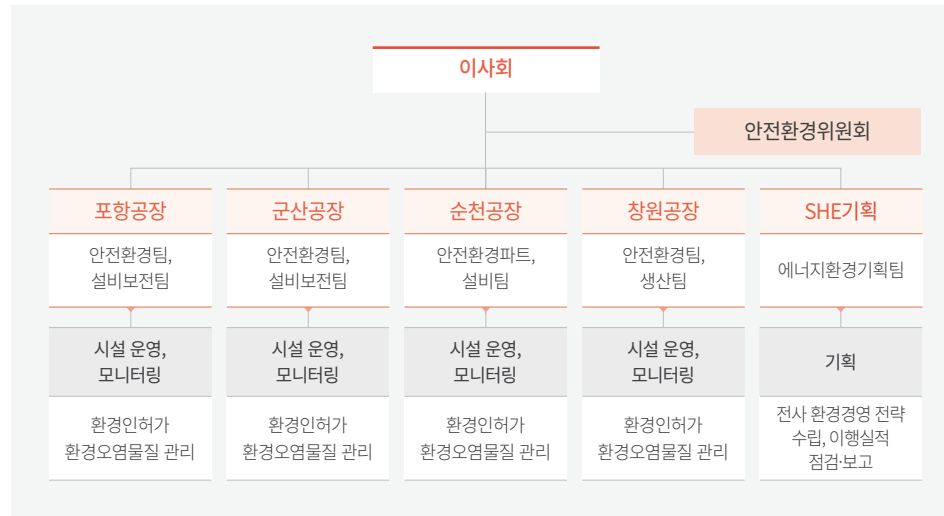 이사회
안전환경위원회
포항공장
군산공장
순천공장
창원공장
SHE기획
안전환경팀,
설비보전팀
안전환경팀,
설비보전팀
안전환경파트,
설비팀
안전환경팀,
생산팀
에너지환경기획팀
시설 운영,
모니터링
시설 운영,
모니터링
시설 운영,
모니터링
시설 운영,
모니터링
기획
환경인허가
환경오염물질 관리
환경인허가
환경오염물질 관리
환경인허가
환경오염물질 관리
환경인허가
환경오염물질 관리
전사 환경경영 전략
수립, 이행실적
점검·보고